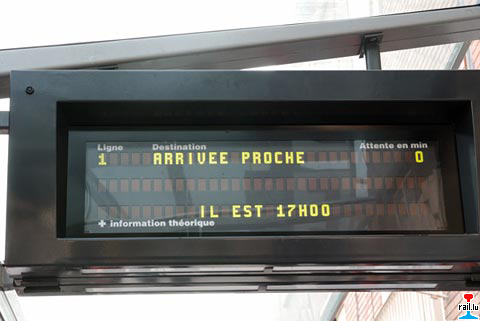 Ligne Destination Attente en min
1 ARRIVEE PROCHE 0
IL EST 17H00
+ information théorique
rail.lu